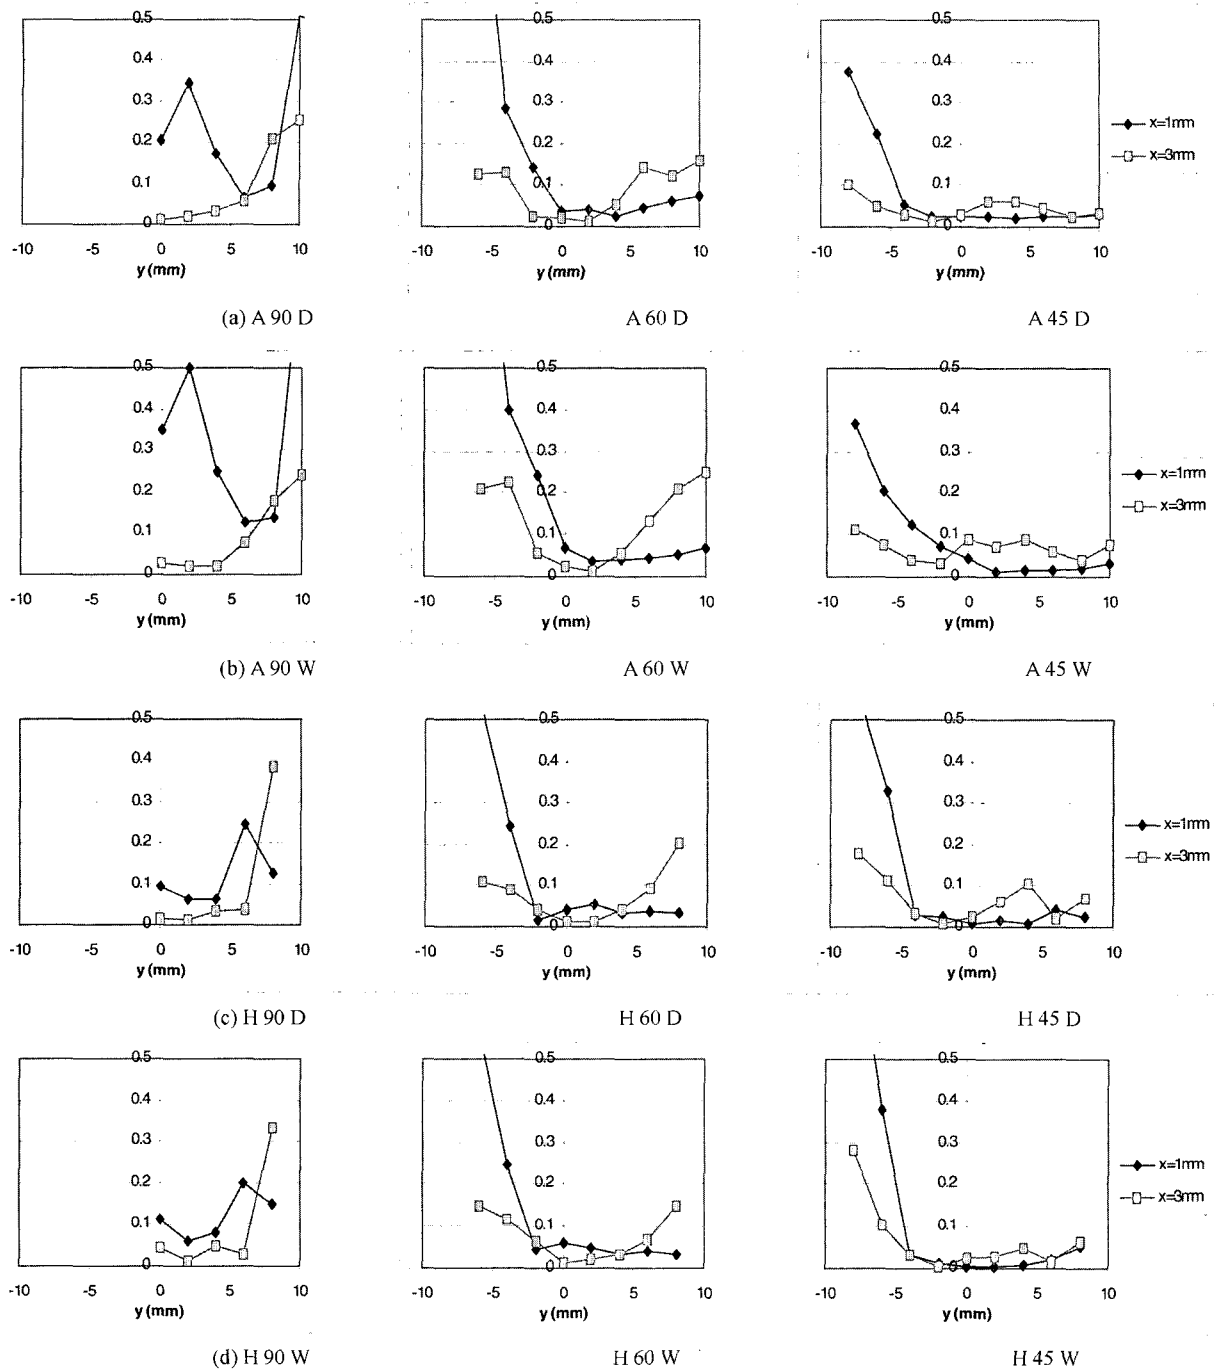 0.5 0.5 0.5
0.4 0.4 0.4
0.3 0.3 0.3
0.2 0.2 0.2
0.1 0.1 0.1
0 0 0
x=1mm
x=3mm
-10 -5 0 5 10 -10 -5 0 5 10 -10 -5 0 5 10
y (mm) y (mm) y (mm)
(a) A 90 D A 60 D A 45 D
0.5 0.5 0.5
0.4 0.4 0.4
0.3 0.3 0.3
0.2 0.2 0.2
0.1 0.1 0.1
0 0 0
x=1mm
x=3mm
-10 -5 0 5 10 -10 -5 0 5 10 -10 -5 0 5 10
y (mm) y (mm) y (mm)
(b) A 90 W A 60 W A 45 W
0.5 0.5 0.5
0.4 0.4 0.4
0.3 0.3 0.3
0.2 0.2 0.2
0.1 0.1 0.1
0 0 0
x=1mm
x=3mm
-10 -5 0 5 10 -10 -5 0 5 10 -10 -5 0 5 10
y (mm) y (mm) y (mm)
(c) H 90 D H 60 D H 45 D
0.5 0.5 0.5
0.4 0.4 0.4
0.3 0.3 0.3
0.2 0.2 0.2
0.1 0.1 0.1
0 0 0
x=1mm
x=3mm
-10 -5 0 5 10 -10 -5 0 5 10 -10 -5 0 5 10
y (mm) y (mm) y (mm)
(d) H 90 W H 60 W H 45 W